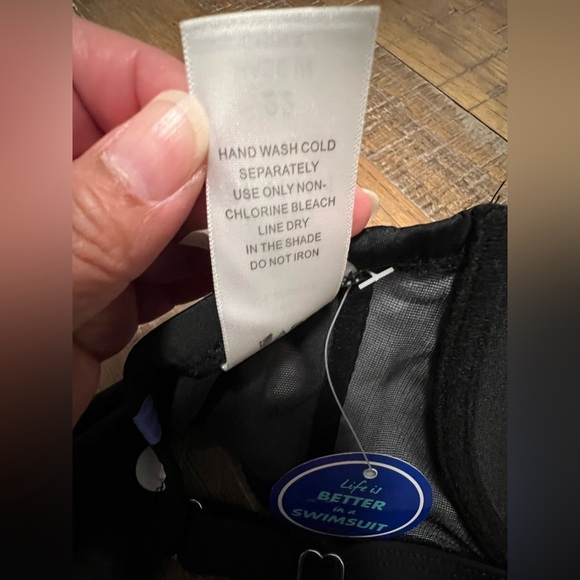 HAND WASH COLD
SEPARATELY
USE ONLY NON-
CHLORINE BLEACH
LINE DRY
IN THE SHADE
DO NOT IRON
Life is
BETTER
in a
SWIMSUIT